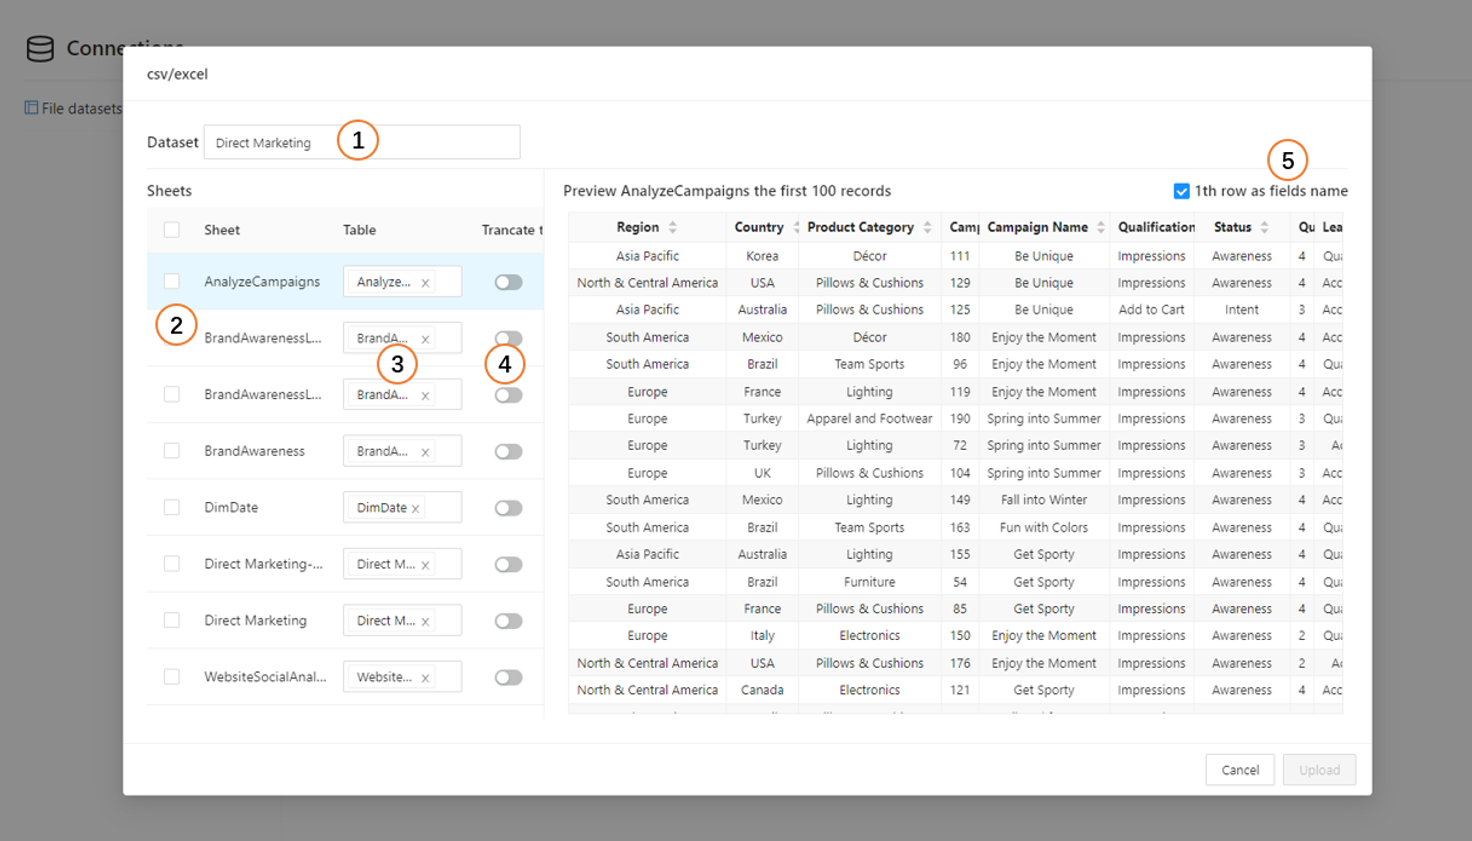 Connections
csv/excel
File datasets
Dataset Direct Marketing 1
5
Sheets
Preview AnalyzeCampaigns the first 100 records 1th row as fields name
Sheet Table Trancate t
AnalyzeCampaigns Analyze... x
2
BrandAwarenessL... BrandA... x
3 4
BrandAwarenessL... BrandA... x
BrandAwareness BrandA... x
DimDate DimDate x
Direct Marketing-... Direct M... x
Direct Marketing Direct M... x
WebsiteSocialAnal... Website... x
Region Country Product Category Camp Campaign Name Qualification Status Qu Lea
Asia Pacific Korea Décor 111 Be Unique Impressions Awareness 4 Qua
North & Central America USA Pillows & Cushions 129 Be Unique Impressions Awareness 4 Acc
Asia Pacific Australia Pillows & Cushions 125 Be Unique Add to Cart Intent 3 Acc
South America Mexico Décor 180 Enjoy the Moment Impressions Awareness 4 Acc
South America Brazil Team Sports 96 Enjoy the Moment Impressions Awareness 4 Qua
Europe France Lighting 119 Enjoy the Moment Impressions Awareness 4 Acc
Europe Turkey Apparel and Footwear 190 Spring into Summer Impressions Awareness 3 Qua
Europe Turkey Lighting 72 Spring into Summer Impressions Awareness 3 Ac
Europe UK Pillows & Cushions 104 Spring into Summer Impressions Awareness 3 Acc
South America Mexico Lighting 149 Fall into Winter Impressions Awareness 4 Acc
South America Brazil Team Sports 163 Fun with Colors Impressions Awareness 4 Qua
Asia Pacific Australia Lighting 155 Get Sporty Impressions Awareness 4 Qua
South America Brazil Furniture 54 Get Sporty Impressions Awareness 4 Qua
Europe France Pillows & Cushions 85 Get Sporty Impressions Awareness 4 Qua
Europe Italy Electronics 150 Enjoy the Moment Impressions Awareness 2 Qua
North & Central America USA Pillows & Cushions 176 Enjoy the Moment Impressions Awareness 2 Ac
North & Central America Canada Electronics 121 Get Sporty Impressions Awareness 4 Acc
Cancel Upload